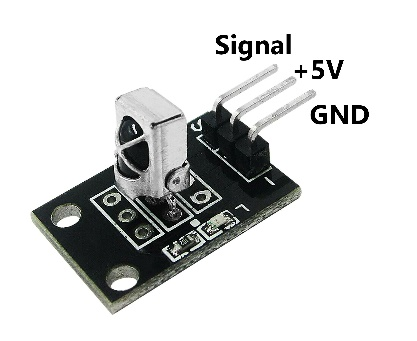 Signal
+5V
GND
S